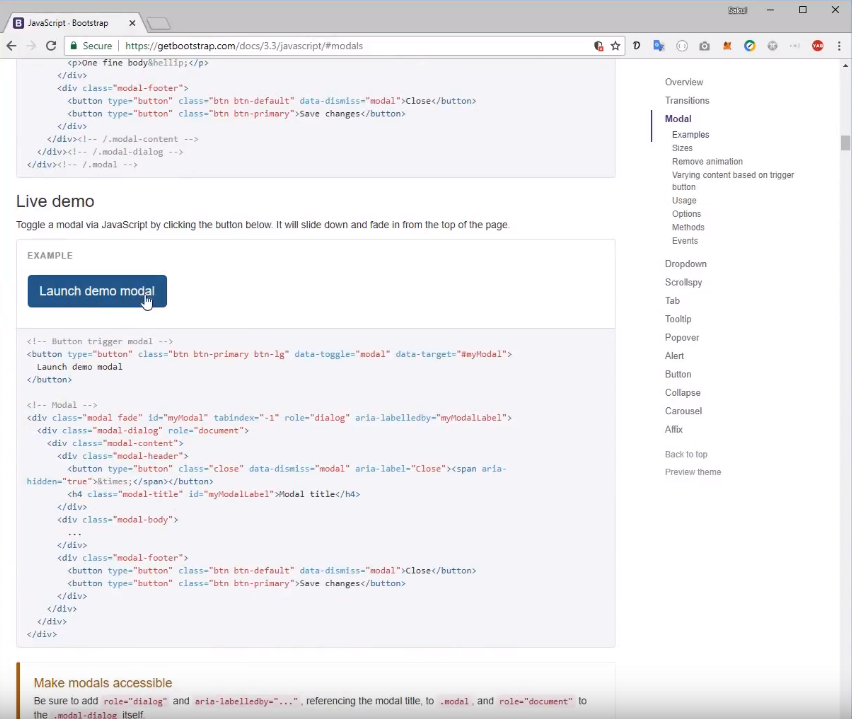 JavaScript · Bootstrap
Secure
https://getbootstrap.com/docs/3.3/javascript/#modals
<p>One fine body&hellip;</p>
</div>
<div class="modal-footer">
<button type="button" class="btn btn-default" data-dismiss="modal">Close</button>
<button type="button" class="btn btn-primary">Save changes</button>
</div>
</div><!-- /.modal-content -->
</div><!-- /.modal-dialog -->
</div><!-- /.modal -->
Live demo
Toggle a modal via JavaScript by clicking the button below. It will slide down and fade in from the top of the page.
EXAMPLE
Launch demo modal
<!-- Button trigger modal -->
<button type="button" class="btn btn-primary btn-lg" data-toggle="modal" data-target="#myModal">
Launch demo modal
</button>
<!-- Modal -->
<div class="modal fade" id="myModal" tabindex="-1" role="dialog" aria-labelledby="myModalLabel">
<div class="modal-dialog" role="document">
<div class="modal-content">
<div class="modal-header">
<button type="button" class="close" data-dismiss="modal" aria-label="Close"><span aria-
hidden="true">&times;</span></button>
<h4 class="modal-title" id="myModalLabel">Modal title</h4>
</div>
<div class="modal-body">
...
</div>
<div class="modal-footer">
<button type="button" class="btn btn-default" data-dismiss="modal">Close</button>
<button type="button" class="btn btn-primary">Save changes</button>
</div>
</div>
</div>
</div>
Make modals accessible
Be sure to add role="dialog" and aria-labelledby="...", referencing the modal title, to .modal, and role="document" to
the .modal-dialog itself.
Overview
Transitions
Modal
Examples
Sizes
Remove animation
Varying content based on trigger
button
Usage
Options
Methods
Events
Dropdown
Scrollspy
Tab
Tooltip
Popover
Alert
Button
Collapse
Carousel
Affix
Back to top
Preview theme